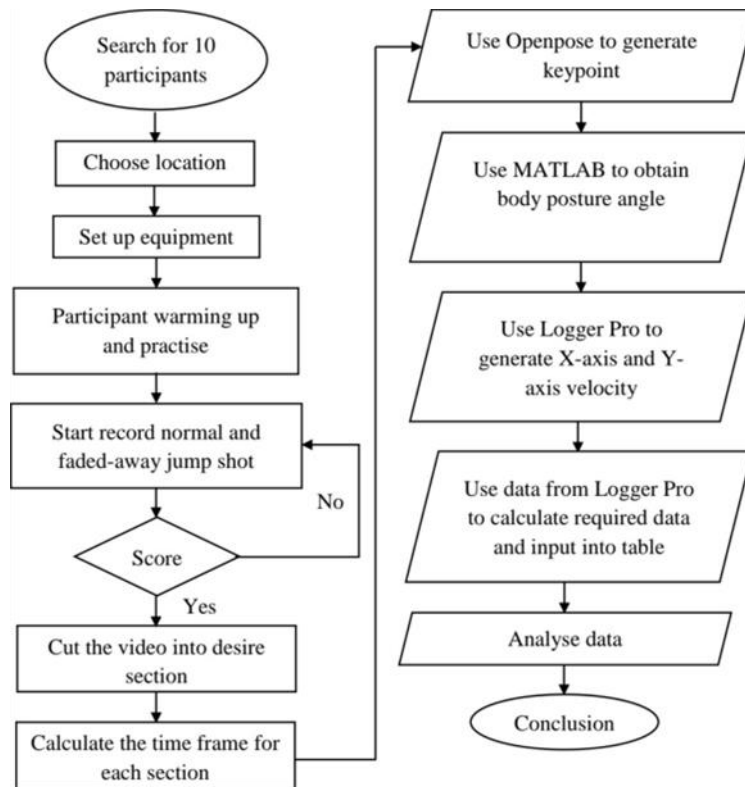 Search for 10
participants
Choose location
Set up equipment
Participant warming up
and practise
Start record normal and
faded-away jump shot
No
Score
Yes
Cut the video into desire
section
Calculate the time frame for
each section
Use Openpose to generate
keypoint
Use MATLAB to obtain
body posture angle
Use Logger Pro to
generate X-axis and Y-
axis velocity
Use data from Logger Pro
to calculate required data
and input into table
Analyse data
Conclusion